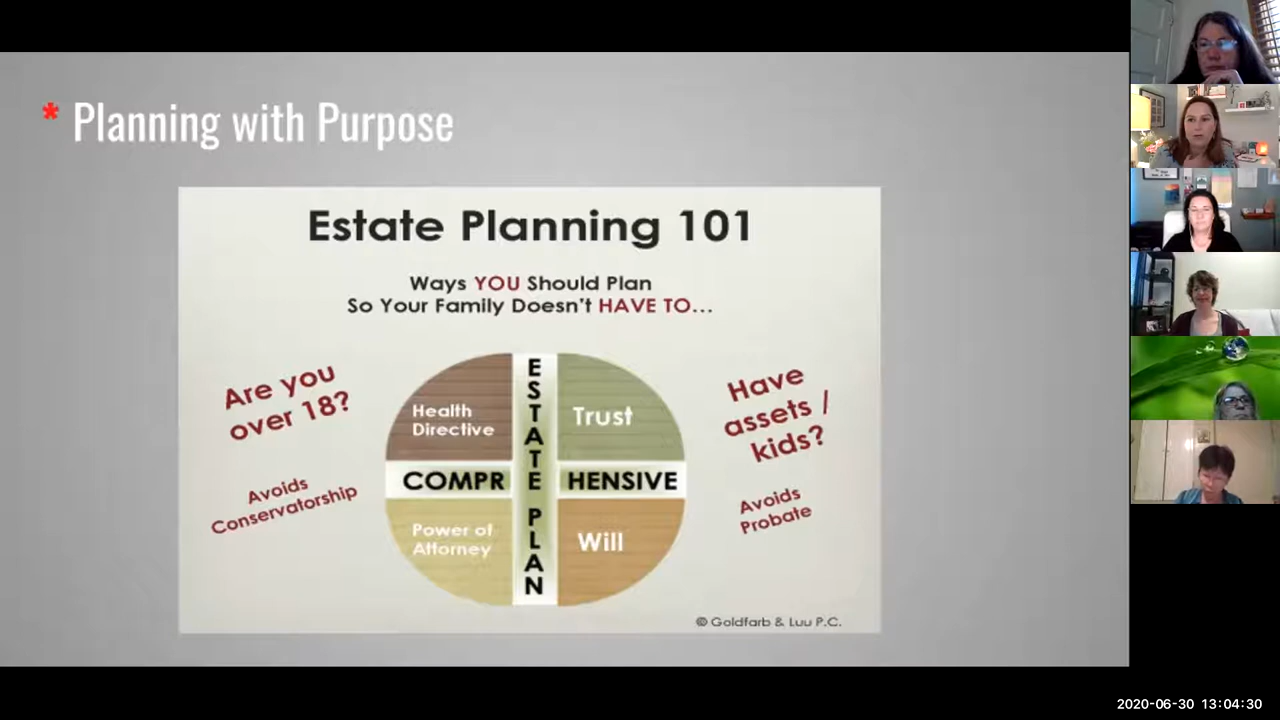 * Planning with Purpose
Estate Planning 101
Ways YOU Should Plan
So Your Family Doesn't HAVE TO...
Are you
over 18?
Avoids
Conservatorship
Health
Directive
Trust
COMPR HENSIVE
ESTATE PLAN
Power of
Attorney
Will
Have
assets /
kids?
Avoids
Probate
© Goldfarb & Luu P.C.
2020-06-30 13:04:30